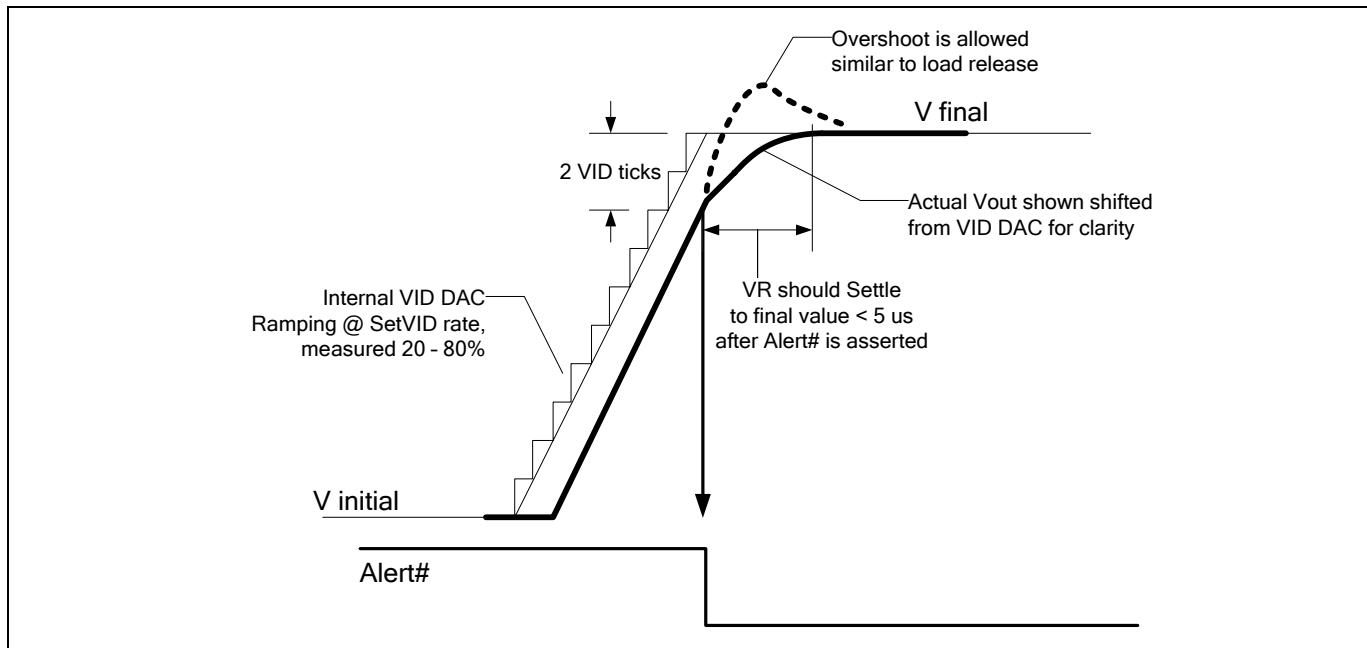 Overshoot is allowed
similar to load release
V final
2 VID ticks
Actual Vout shown shifted
from VID DAC for clarity
Internal VID DAC
Ramping @ SetVID rate,
measured 20 - 80%
VR should Settle
to final value < 5 us
after Alert# is asserted
V initial
Alert#